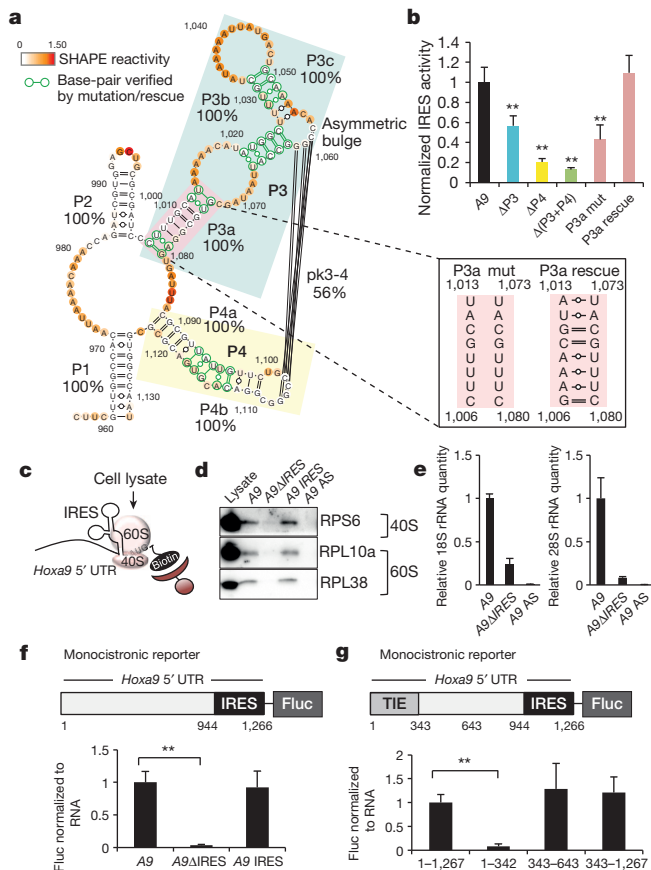 a
0
1.50
SHAPE reactivity
Base-pair verified
by mutation/rescue
1,040
1,050
P3c
100%
P3b
100%
1,030
1,020
Asymmetric
bulge
1,060
P3
990
1,000
1,010
P2
100%
1,070
P3a
100%
980
1,080
pk3-4
56%
P4a
100%
1,090
970
P4
1,100
1,120
P1
100%
1,130
P4b
100%
1,110
CUUCG
960
b
Normalized IRES activity
1.4
1.2
1
0.8
0.6
0.4
0.2
0
**
**
**
**
A9
ΔP3
ΔP4
Δ(P3+P4)
P3a mut
P3a rescue
P3a mut
P3a rescue
1,013 1,073
1,013 1,073
U U
A A
C C
G G
U U
U U
U U
C C
A U
U A
G C
C G
A U
A U
A U
G C
1,006 1,080
1,006 1,080
c
Cell lysate
IRES
60S
40S
AUG
Biotin
Hoxa9 5′ UTR
d
Lysate
A9
A9ΔIRES
A9 IRES
A9 AS
RPS6
40S
RPL10a
60S
RPL38
e
Relative 18S rRNA quantity
1.5
1
0.5
0
A9
A9ΔIRES
A9 AS
Relative 28S rRNA quantity
1.5
1
0.5
0
A9
A9ΔIRES
A9 AS
f
Monocistronic reporter
Hoxa9 5′ UTR
IRES
Fluc
1 944 1,266
Fluc normalized to
RNA
1.5
1
0.5
0
**
A9
A9ΔIRES
A9 IRES
g
Monocistronic reporter
Hoxa9 5′ UTR
TIE
IRES
Fluc
1 343 643 944 1,266
Fluc normalized
to RNA
2
1.5
1
0.5
0
**
1–1,267
1–342
343–643
343–1,267